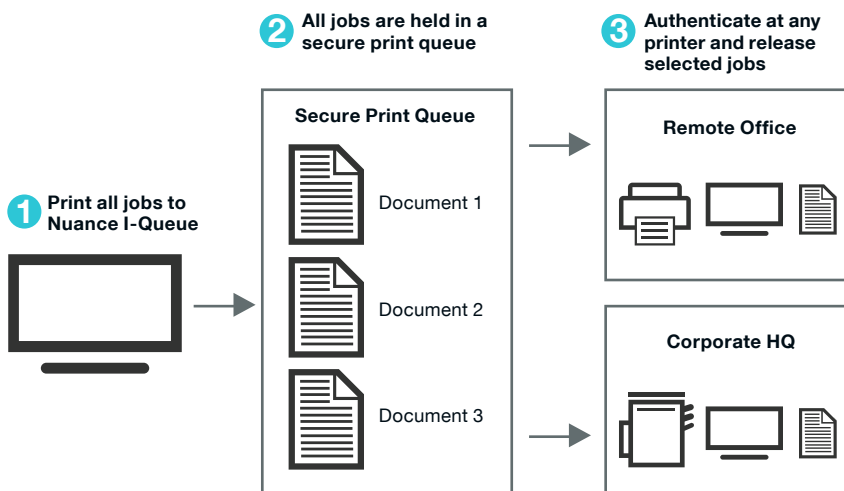 1 Print all jobs to
Nuance I-Queue
2 All jobs are held in a
secure print queue
Secure Print Queue
Document 1
Document 2
Document 3
3 Authenticate at any
printer and release
selected jobs
Remote Office
Corporate HQ